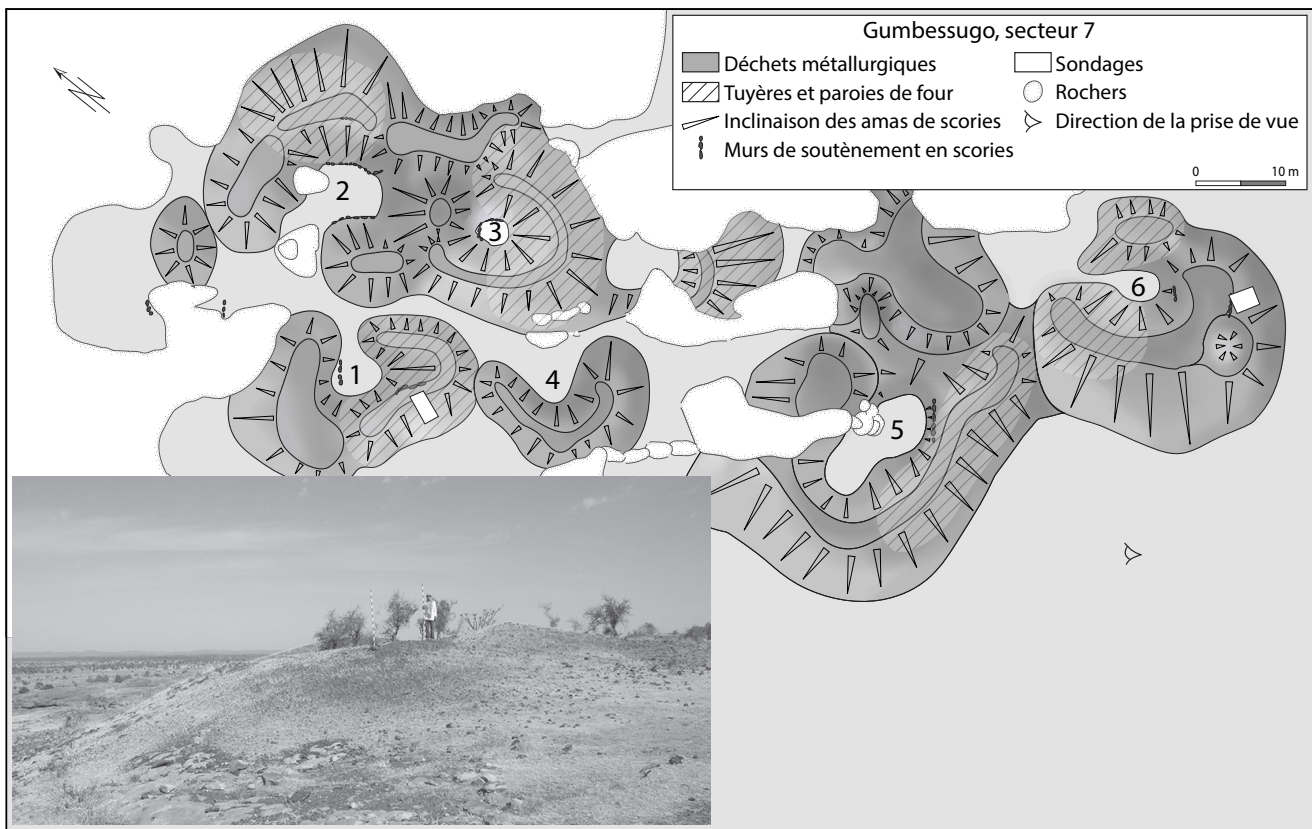 Gumbessugo, secteur 7
Déchets métallurgiques
Tuyères et parois de four
Inclinaison des amas de scories
Murs de soutènement en scories
Sondages
Rochers
Direction de la prise de vue
0 10 m
N
2
3
6
1
4
5